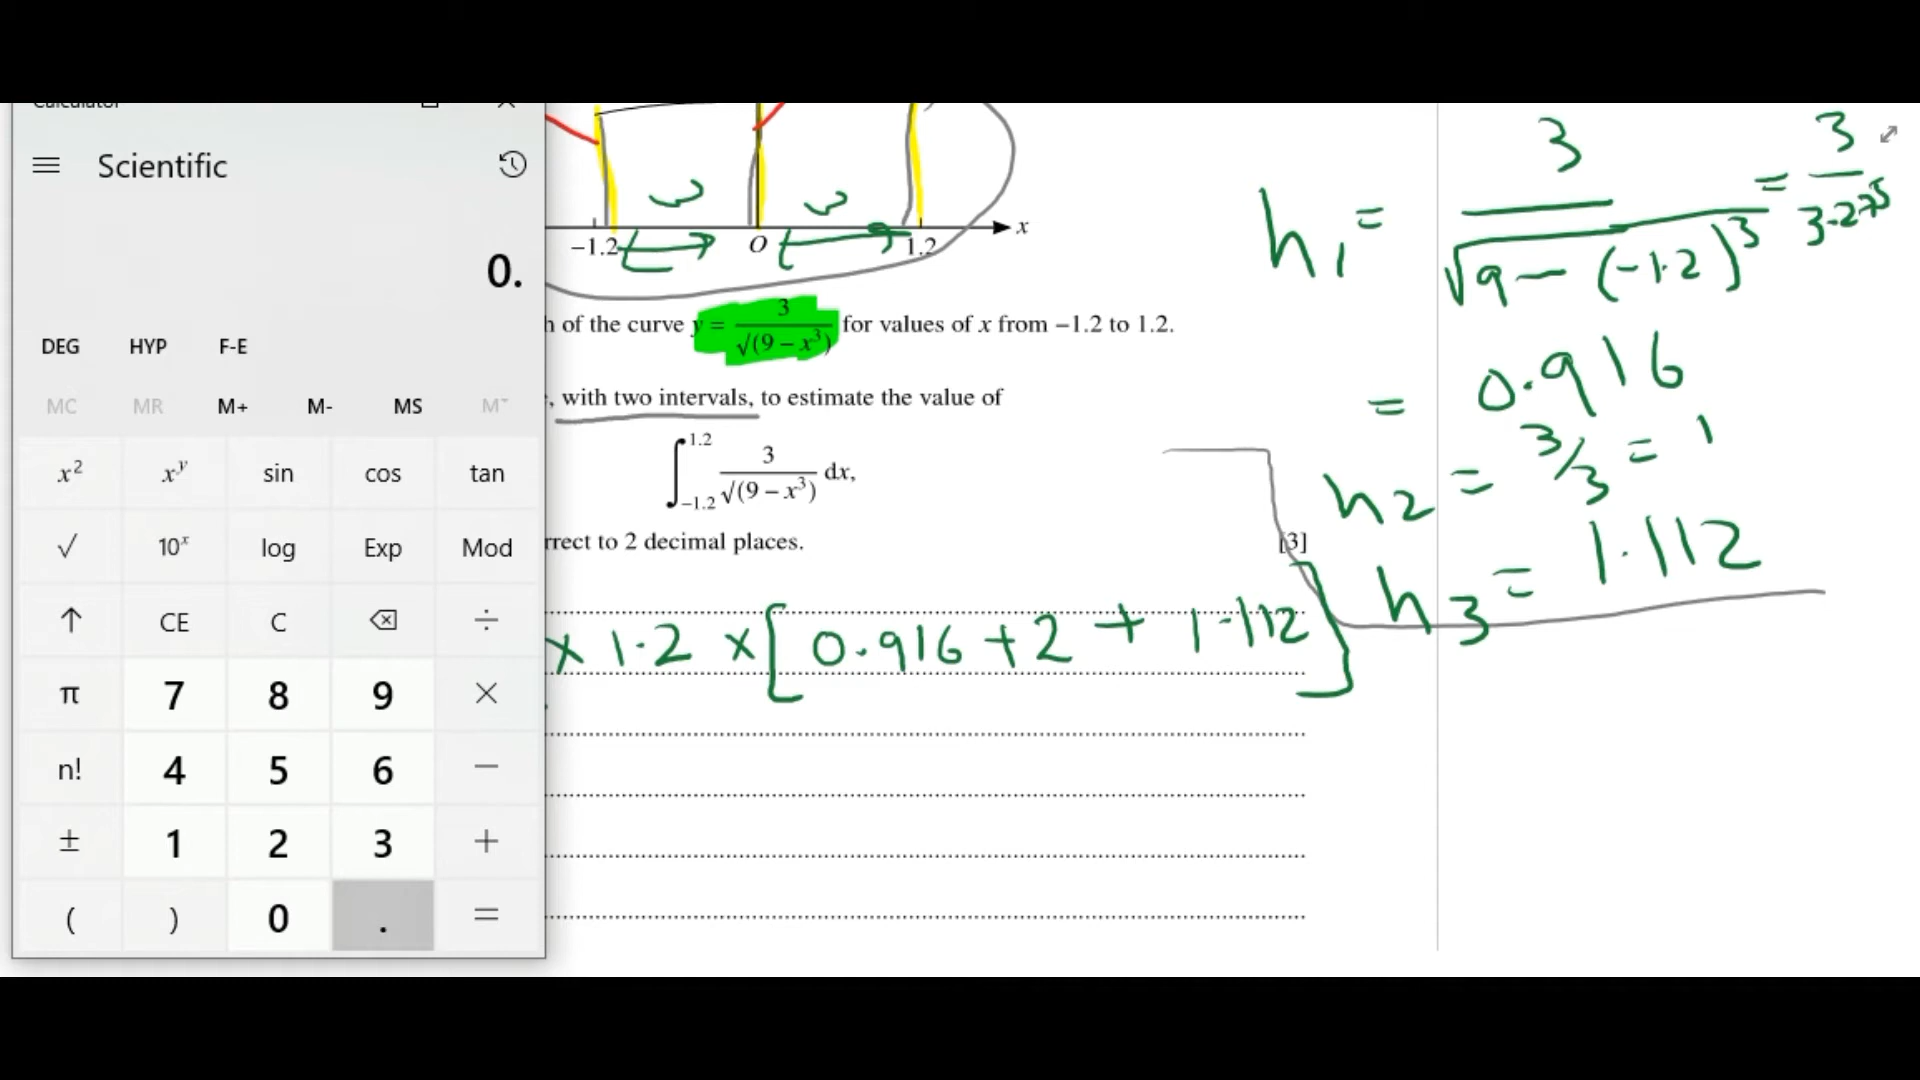 Scientific
0.
DEG HYP F-E
MC MR M+ M- MS M˅
x² xʸ sin cos tan
√ 10ˣ log Exp Mod
↑ CE C ÷
π 7 8 9 ×
n! 4 5 6 −
± 1 2 3 +
( ) 0 . =
−1.2 O 1.2 x
w w
h of the curve y = 3/√(9 − x³) for values of x from −1.2 to 1.2.
, with two intervals, to estimate the value of
∫₋₁.₂^1.2 3/√(9 − x³) dx,
rrect to 2 decimal places. [3]
× 1.2 × [0.916 + 2 + 1.112]
h₁ = 3/√9 − (−1.2)³ = 3/3.275
= 0.916
h₂ = 3/3 = 1
h₃ = 1.112